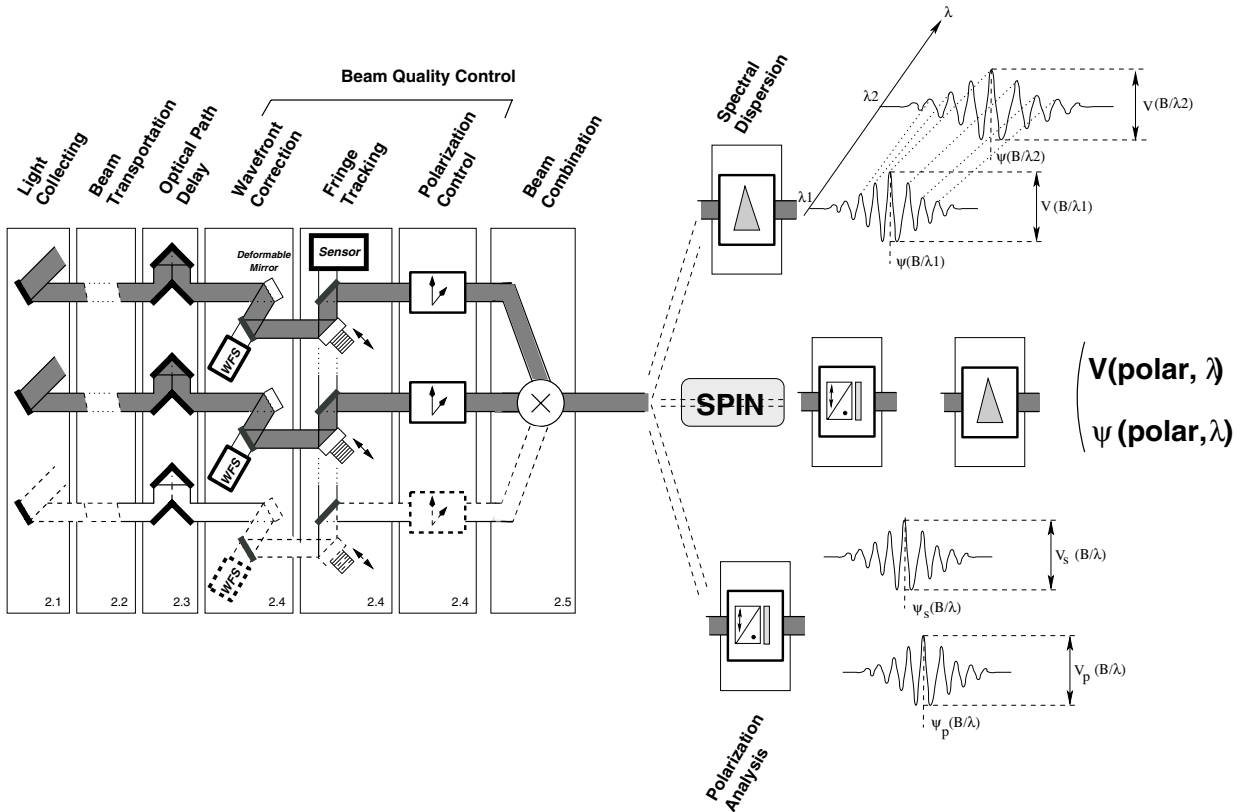 Beam Quality Control
Light
Collecting
Beam
Transportation
Optical Path
Delay
Wavefront
Correction
Fringe
Tracking
Polarization
Control
Beam
Combination
Spectral
Dispersion
λ
λ2
V(B/λ2)
ψ(B/λ2)
λ1
V(B/λ1)
ψ(B/λ1)
Deformable
Mirror
Sensor
WFS
WFS
WFS
2.1
2.2
2.3
2.4
2.4
2.4
2.5
SPIN
V(polar, λ)
ψ (polar,λ)
Vs (B/λ)
ψs(B/λ)
Vp (B/λ)
ψp(B/λ)
Polarization
Analysis